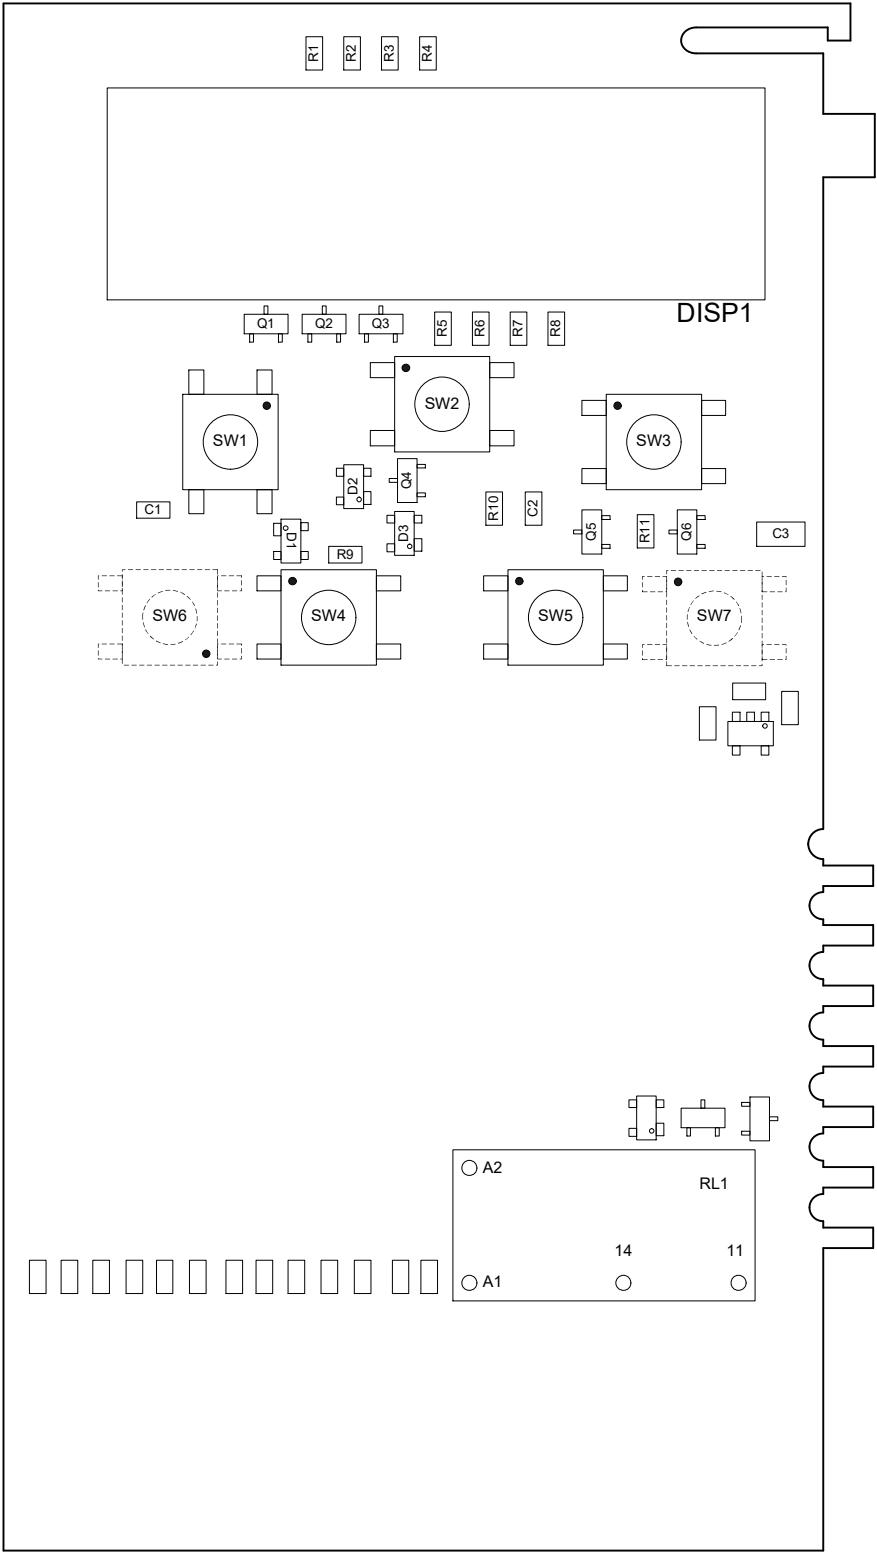 R1 R2 R3 R4
DISP1
Q1 Q2 Q3 R5 R6 R7 R8
SW2
SW1 SW3
D2 Q4
C1 R10 C2
D1 D3 Q5 R11 Q6 C3
R9
SW6 SW4 SW5 SW7
A2
RL1
14 11
A1